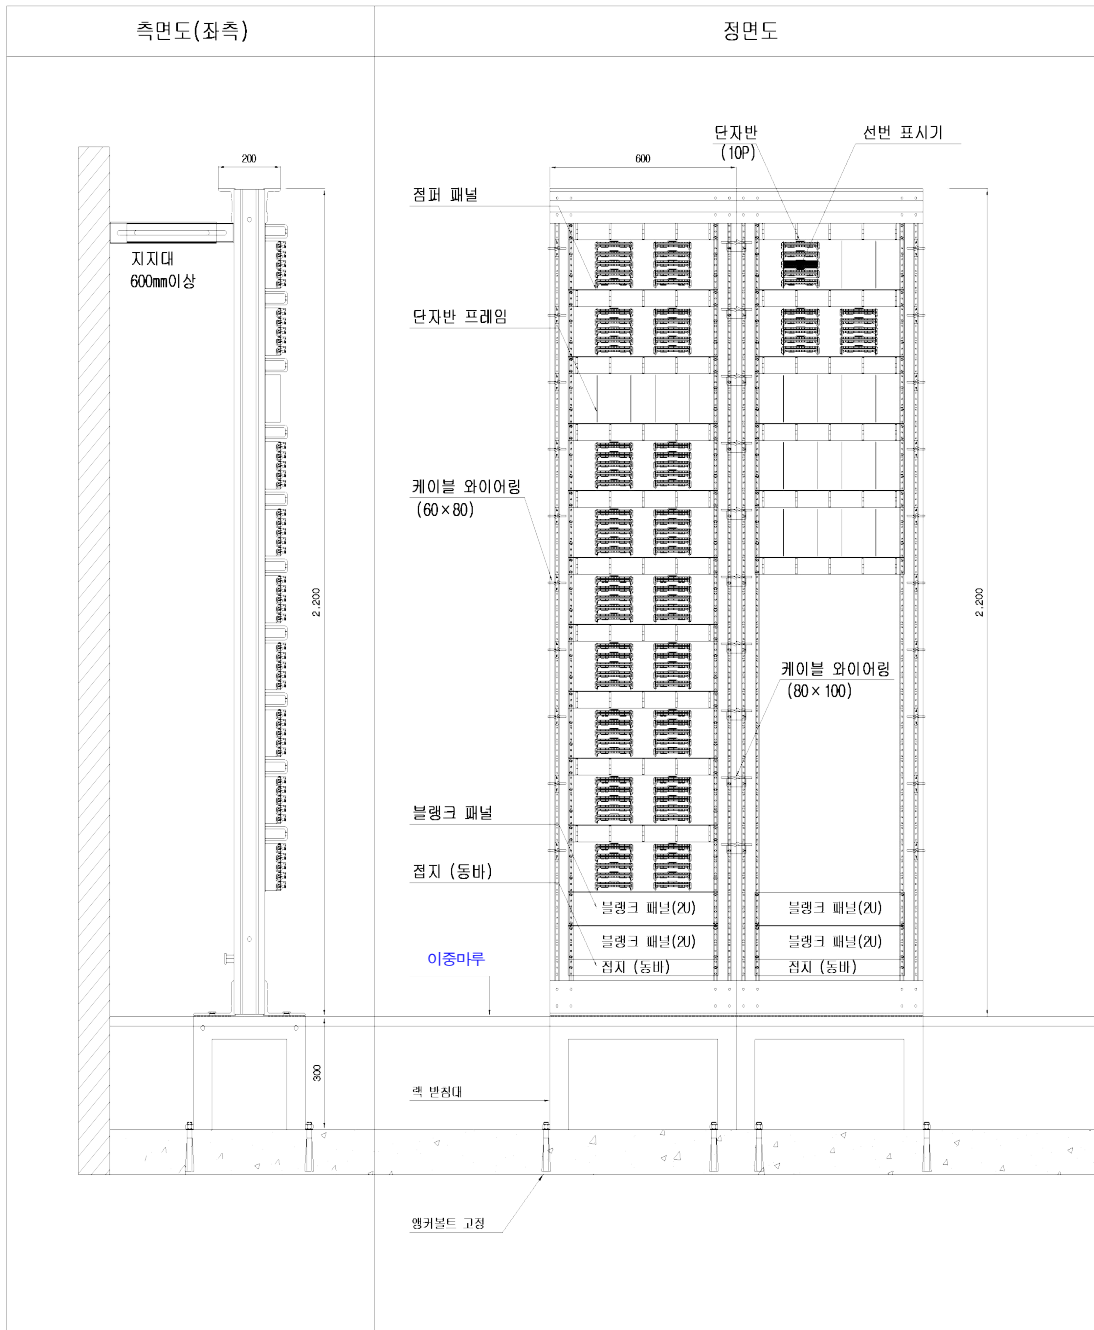 측면도(좌측)
정면도
단자반
(10P)
선번 표시기
200
600
점퍼 패널
지지대
600mm이상
단자반 프레임
케이블 와이어링
(60×80)
2.200
2.200
케이블 와이어링
(80×100)
블랭크 패널
접지 (동바)
블랭크 패널(2U)
블랭크 패널(2U)
블랭크 패널(2U)
블랭크 패널(2U)
이중마루
접지 (동바)
접지 (동바)
300
랙 받침대
앵커볼트 고정